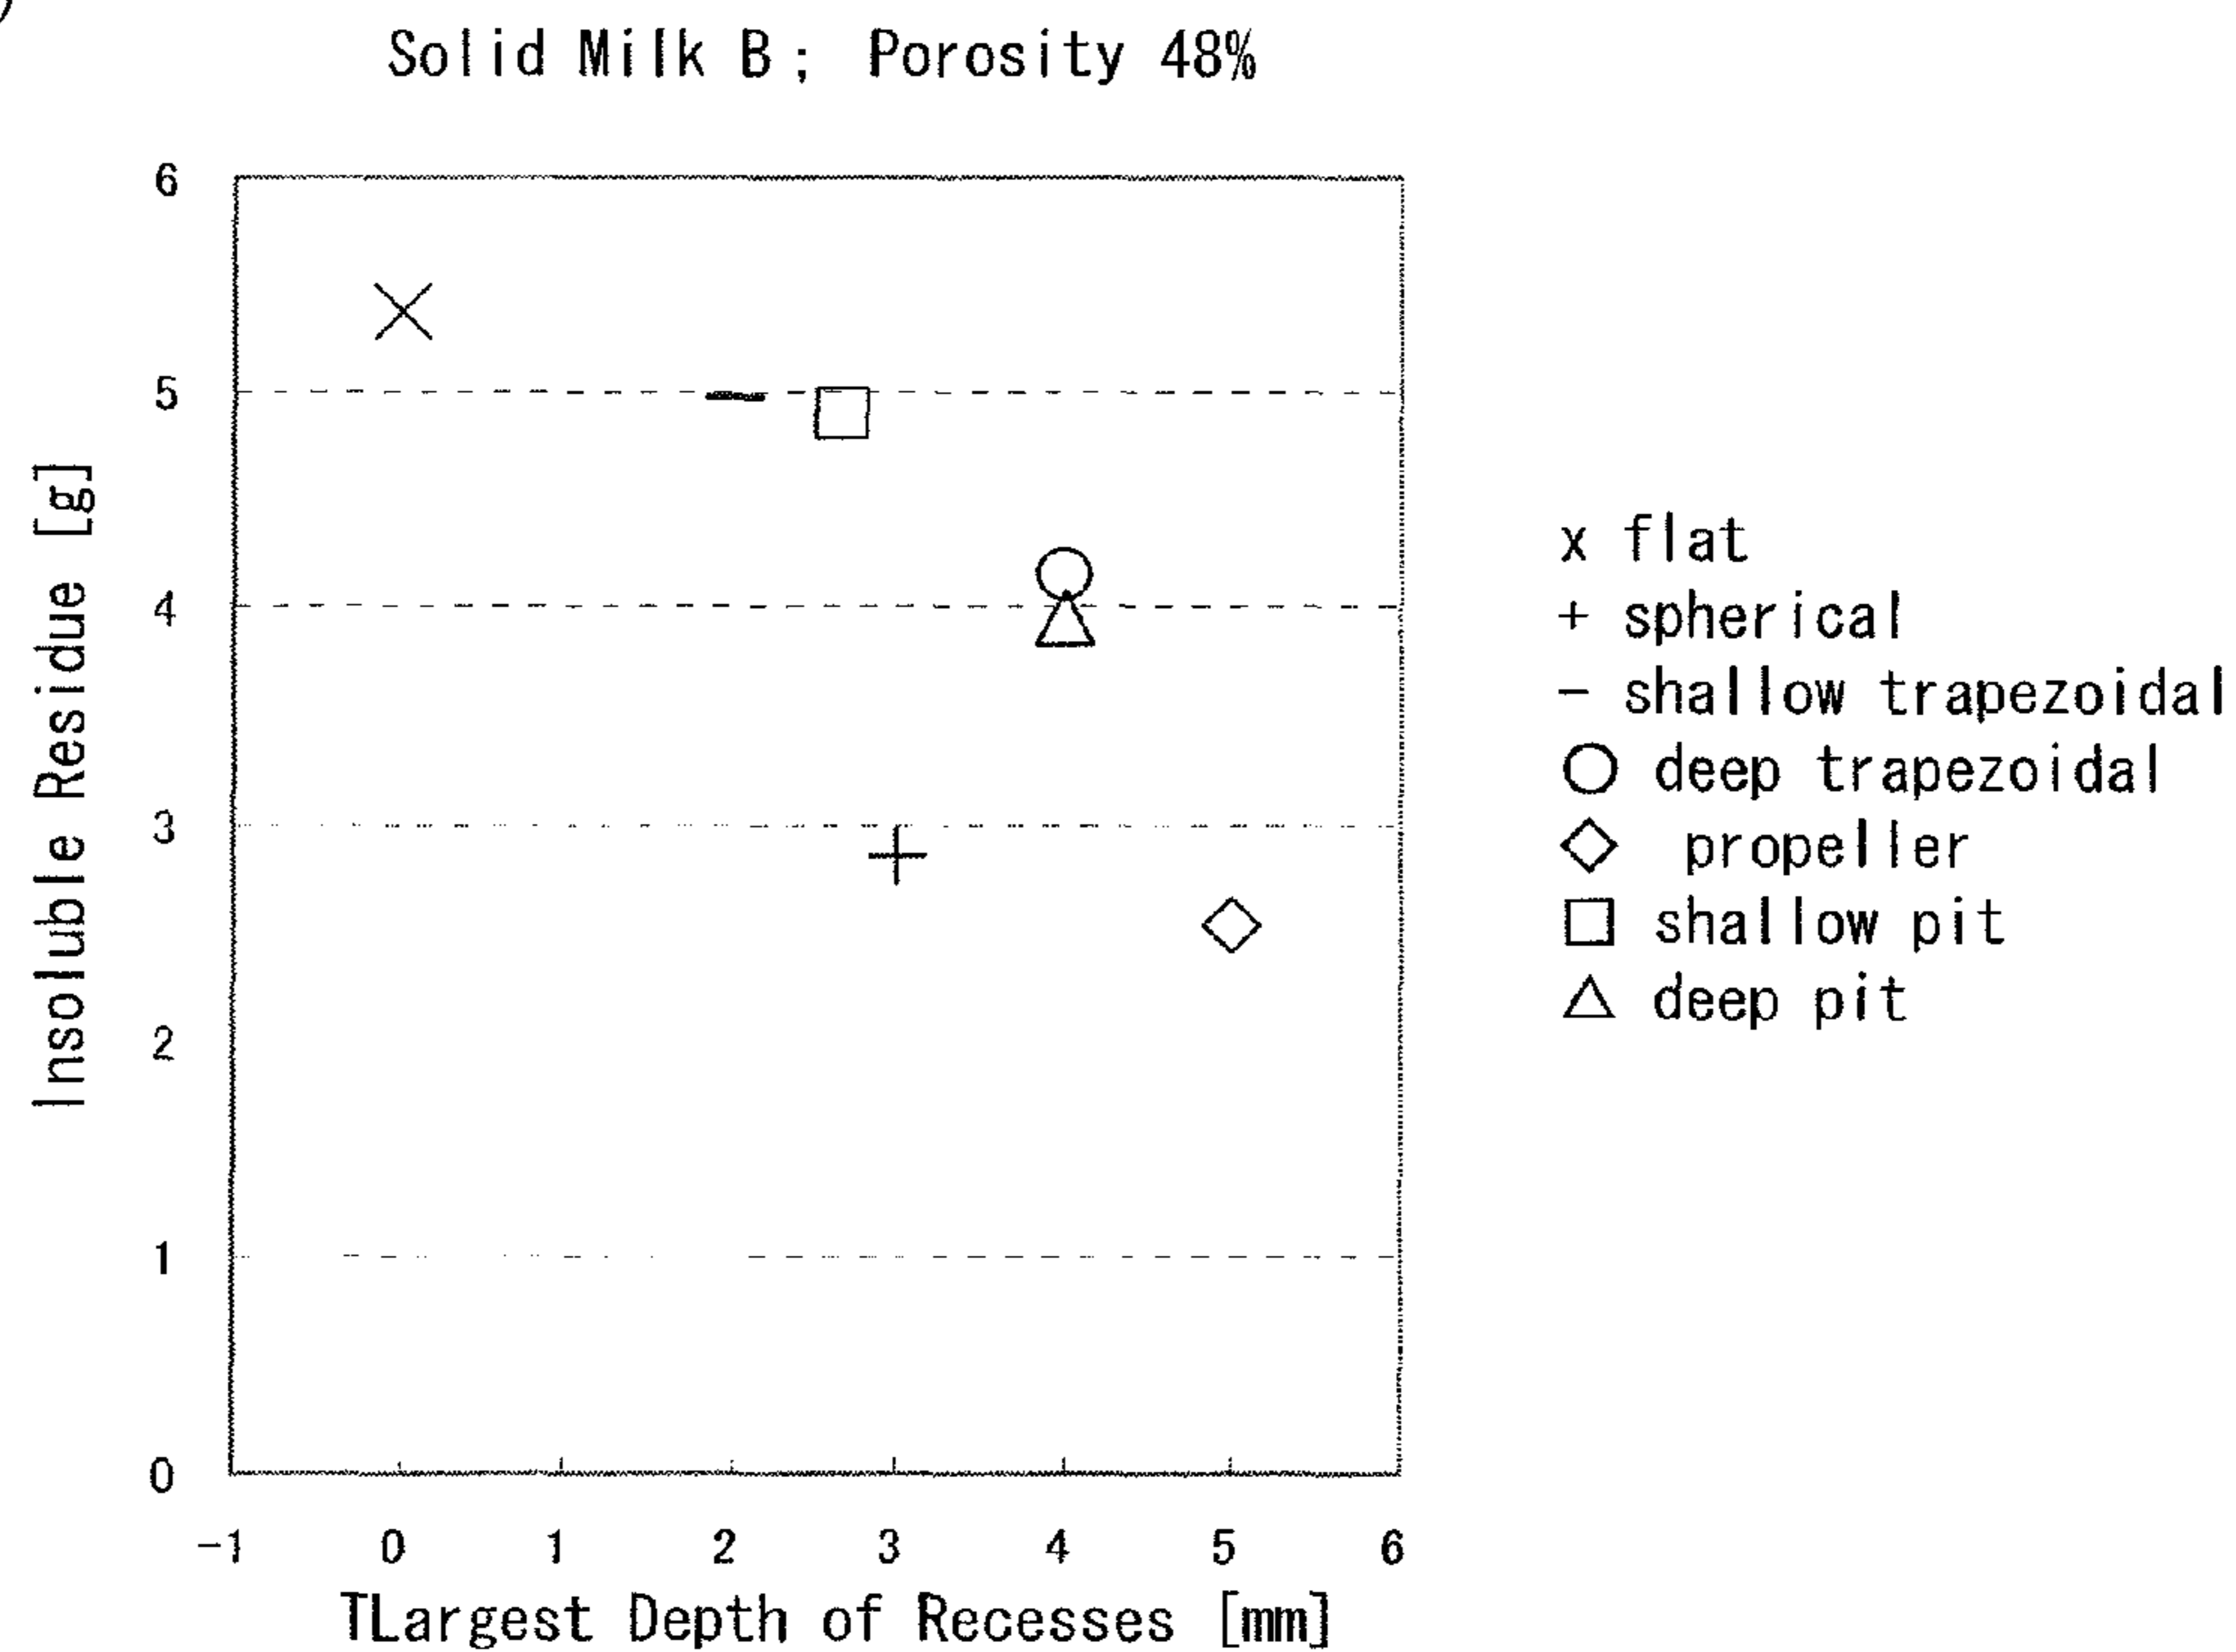 )
Solid Milk B; Porosity 48%
6
5
4
3
2
1
0
Insoluble Residue [g]
-1 0 1 2 3 4 5 6
TLargest Depth of Recesses [mm]
x flat
+ spherical
- shallow trapezoidal
○ deep trapezoidal
◇ propeller
□ shallow pit
△ deep pit